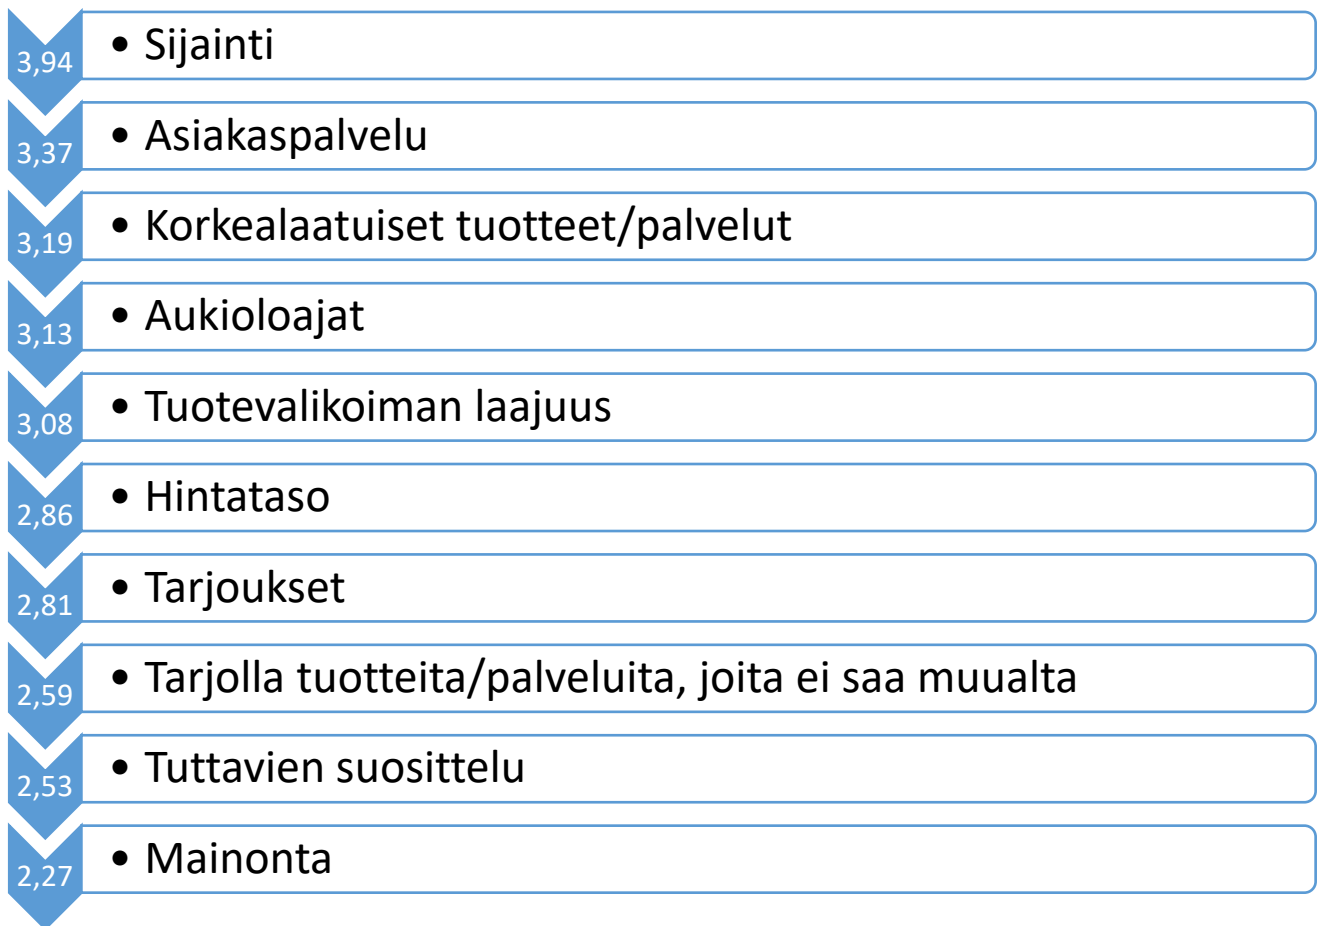 3,94 • Sijainti
3,37 • Asiakaspalvelu
3,19 • Korkealaatuiset tuotteet/palvelut
3,13 • Aukioloajat
3,08 • Tuotevalikoiman laajuus
2,86 • Hintataso
2,81 • Tarjoukset
2,59 • Tarjolla tuotteita/palveluita, joita ei saa muualta
2,53 • Tuttavien suosittelu
2,27 • Mainonta